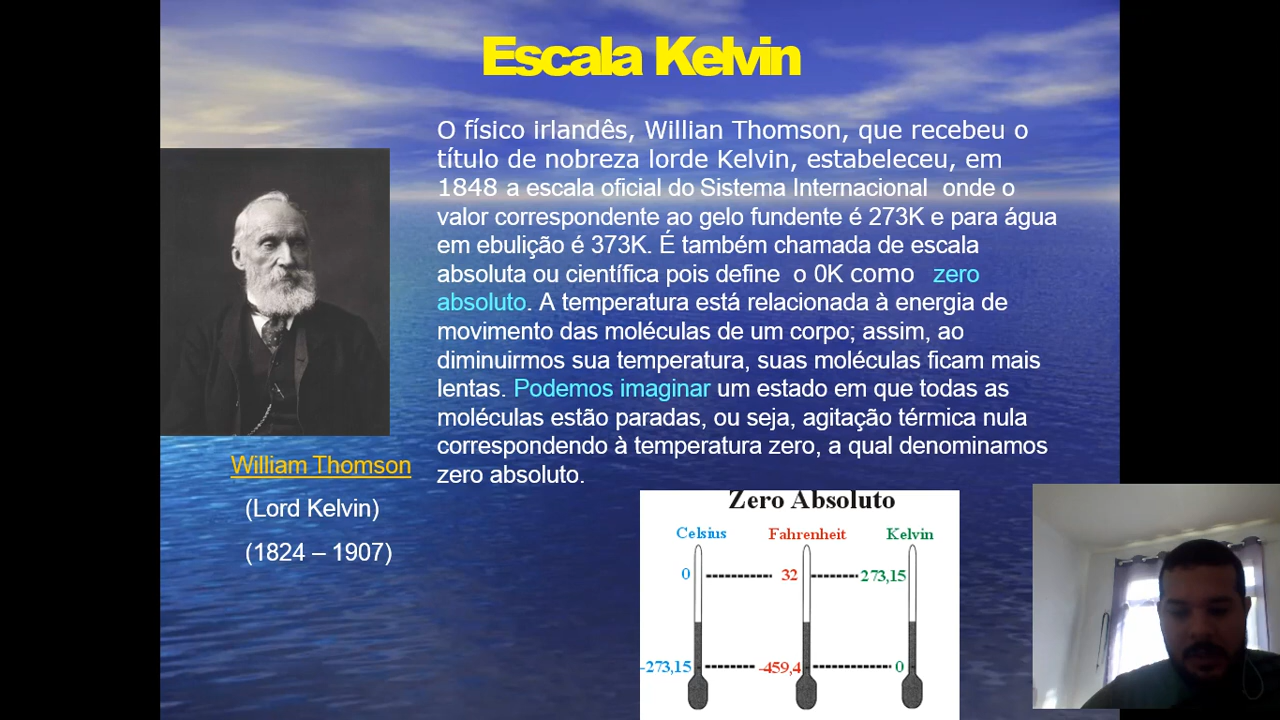 Escala Kelvin
O físico irlandês, Willian Thomson, que recebeu o
título de nobreza lorde Kelvin, estabeleceu, em
1848 a escala oficial do Sistema Internacional onde o
valor correspondente ao gelo fundente é 273K e para água
em ebulição é 373K. É também chamada de escala
absoluta ou científica pois define o 0K como zero
absoluto. A temperatura está relacionada à energia de
movimento das moléculas de um corpo; assim, ao
diminuirmos sua temperatura, suas moléculas ficam mais
lentas. Podemos imaginar um estado em que todas as
moléculas estão paradas, ou seja, agitação térmica nula
correspondendo à temperatura zero, a qual denominamos
zero absoluto.
William Thomson
(Lord Kelvin)
(1824 – 1907)
Zero Absoluto
Celsius Fahrenheit Kelvin
0 32 273,15
-273,15 -459,4 0